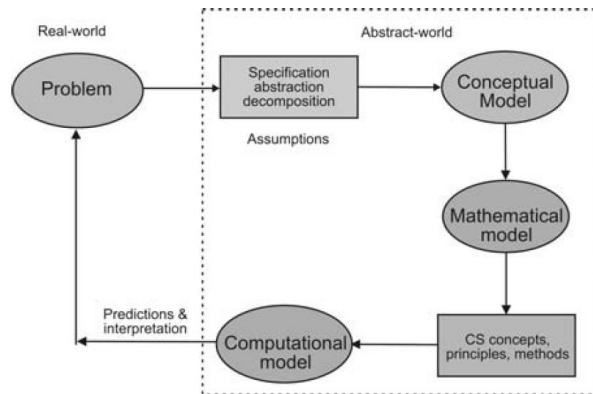 Real-world
Abstract-world
Problem
Specification
abstraction
decomposition
Conceptual
Model
Assumptions
Mathematical
model
Predictions &
interpretation
Computational
model
CS concepts,
principles, methods